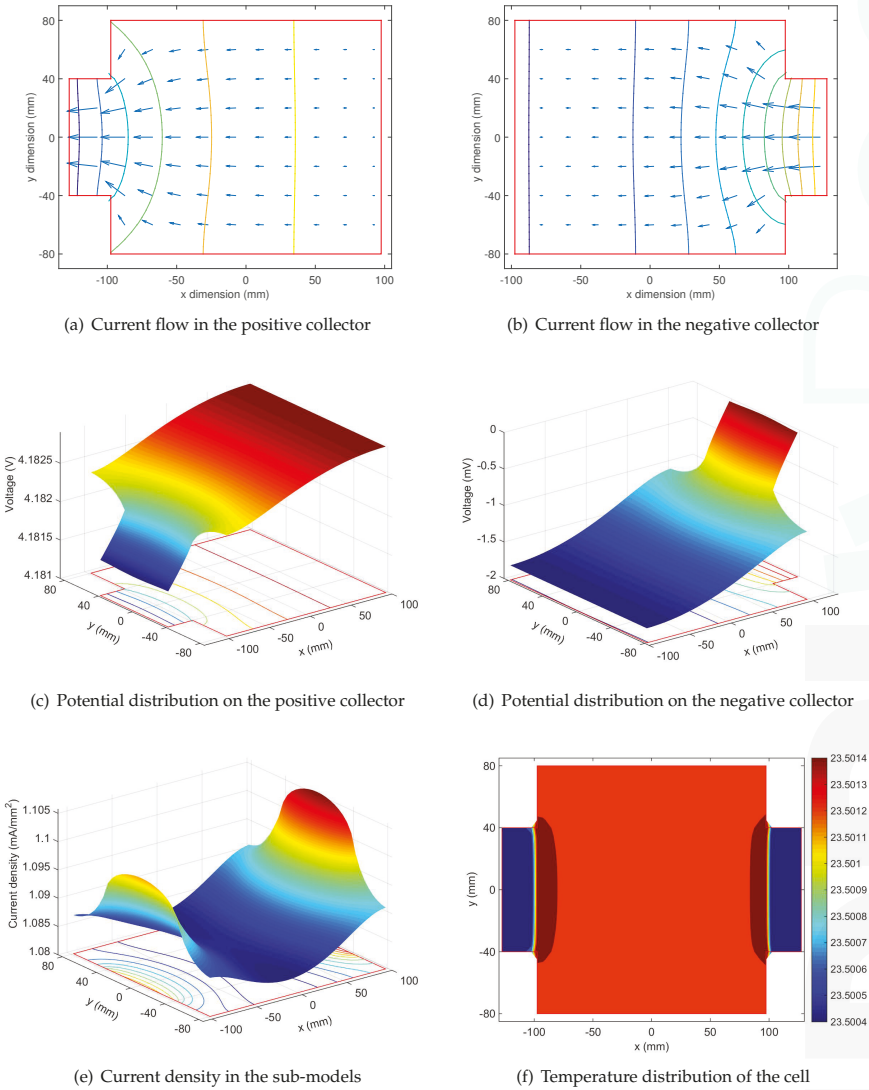 80
40
0
-40
-80
y dimension (mm)
-100 -50 0 50 100
x dimension (mm)
(a) Current flow in the positive collector
80
40
0
-40
-80
y dimension (mm)
-100 -50 0 50 100
x dimension (mm)
(b) Current flow in the negative collector
4.1825
4.182
4.1815
4.181
Voltage (V)
80
40
0
-40
-80
y (mm)
-100
-50
0
50
100
x (mm)
(c) Potential distribution on the positive collector
0
-0.5
-1
-1.5
-2
Voltage (mV)
80
40
0
-40
-80
y (mm)
-100
-50
0
50
100
x (mm)
(d) Potential distribution on the negative collector
1.105
1.1
1.095
1.09
1.085
1.08
Current density (mA/mm²)
80
40
0
-40
-80
y (mm)
-100
-50
0
50
100
x (mm)
(e) Current density in the sub-models
80
40
0
-40
-80
y (mm)
-100 -50 0 50 100
x (mm)
23.5014
23.5012
23.5011
23.501
23.5009
23.5008
23.5007
23.5006
23.5005
23.5004
(f) Temperature distribution of the cell